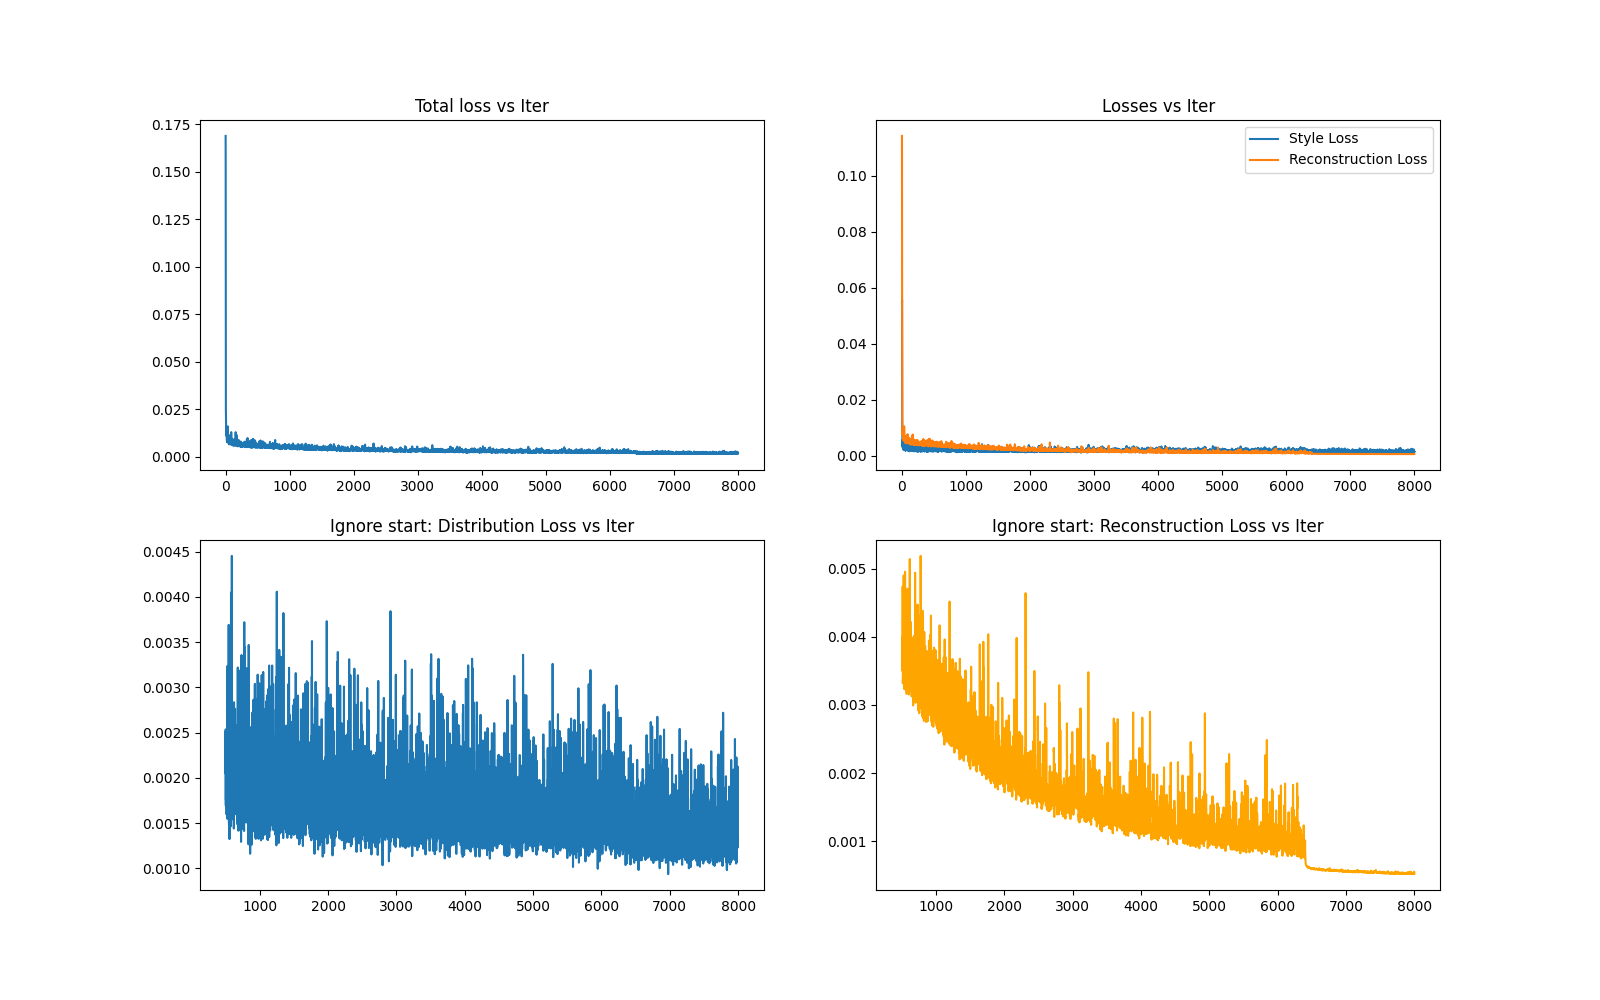 Total loss vs Iter
0.175
0.150
0.125
0.100
0.075
0.050
0.025
0.000
0 1000 2000 3000 4000 5000 6000 7000 8000
Losses vs Iter
Style Loss
Reconstruction Loss
0.10
0.08
0.06
0.04
0.02
0.00
0 1000 2000 3000 4000 5000 6000 7000 8000
Ignore start: Distribution Loss vs Iter
0.0045
0.0040
0.0035
0.0030
0.0025
0.0020
0.0015
0.0010
1000 2000 3000 4000 5000 6000 7000 8000
Ignore start: Reconstruction Loss vs Iter
0.005
0.004
0.003
0.002
0.001
1000 2000 3000 4000 5000 6000 7000 8000